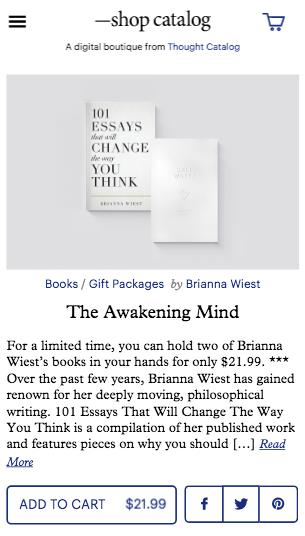 —shop catalog
A digital boutique from Thought Catalog
101
ESSAYS
that will
CHANGE
the way
YOU
THINK
BRIANNA WIEST
SALT
WATER
Books / Gift Packages by Brianna Wiest
The Awakening Mind
For a limited time, you can hold two of Brianna
Wiest’s books in your hands for only $21.99. ***
Over the past few years, Brianna Wiest has gained
renown for her deeply moving, philosophical
writing. 101 Essays That Will Change The Way
You Think is a compilation of her published work
and features pieces on why you should [...] Read
More
ADD TO CART $21.99